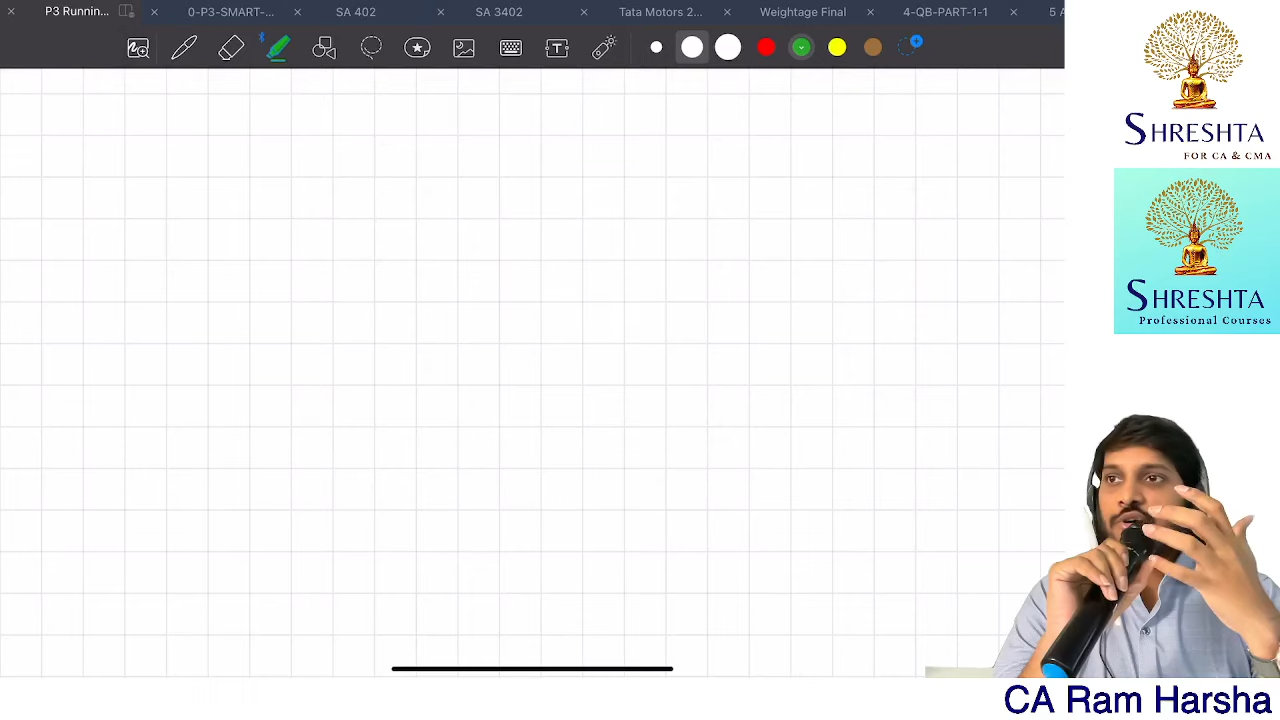 P3 Runnin...
0-P3-SMART-...
SA 402
SA 3402
Tata Motors 2...
Weightage Final
4-QB-PART-1-1
5 A
T
SHRESHTA
FOR CA & CMA
SHRESHTA
Professional Courses
CA Ram Harsha